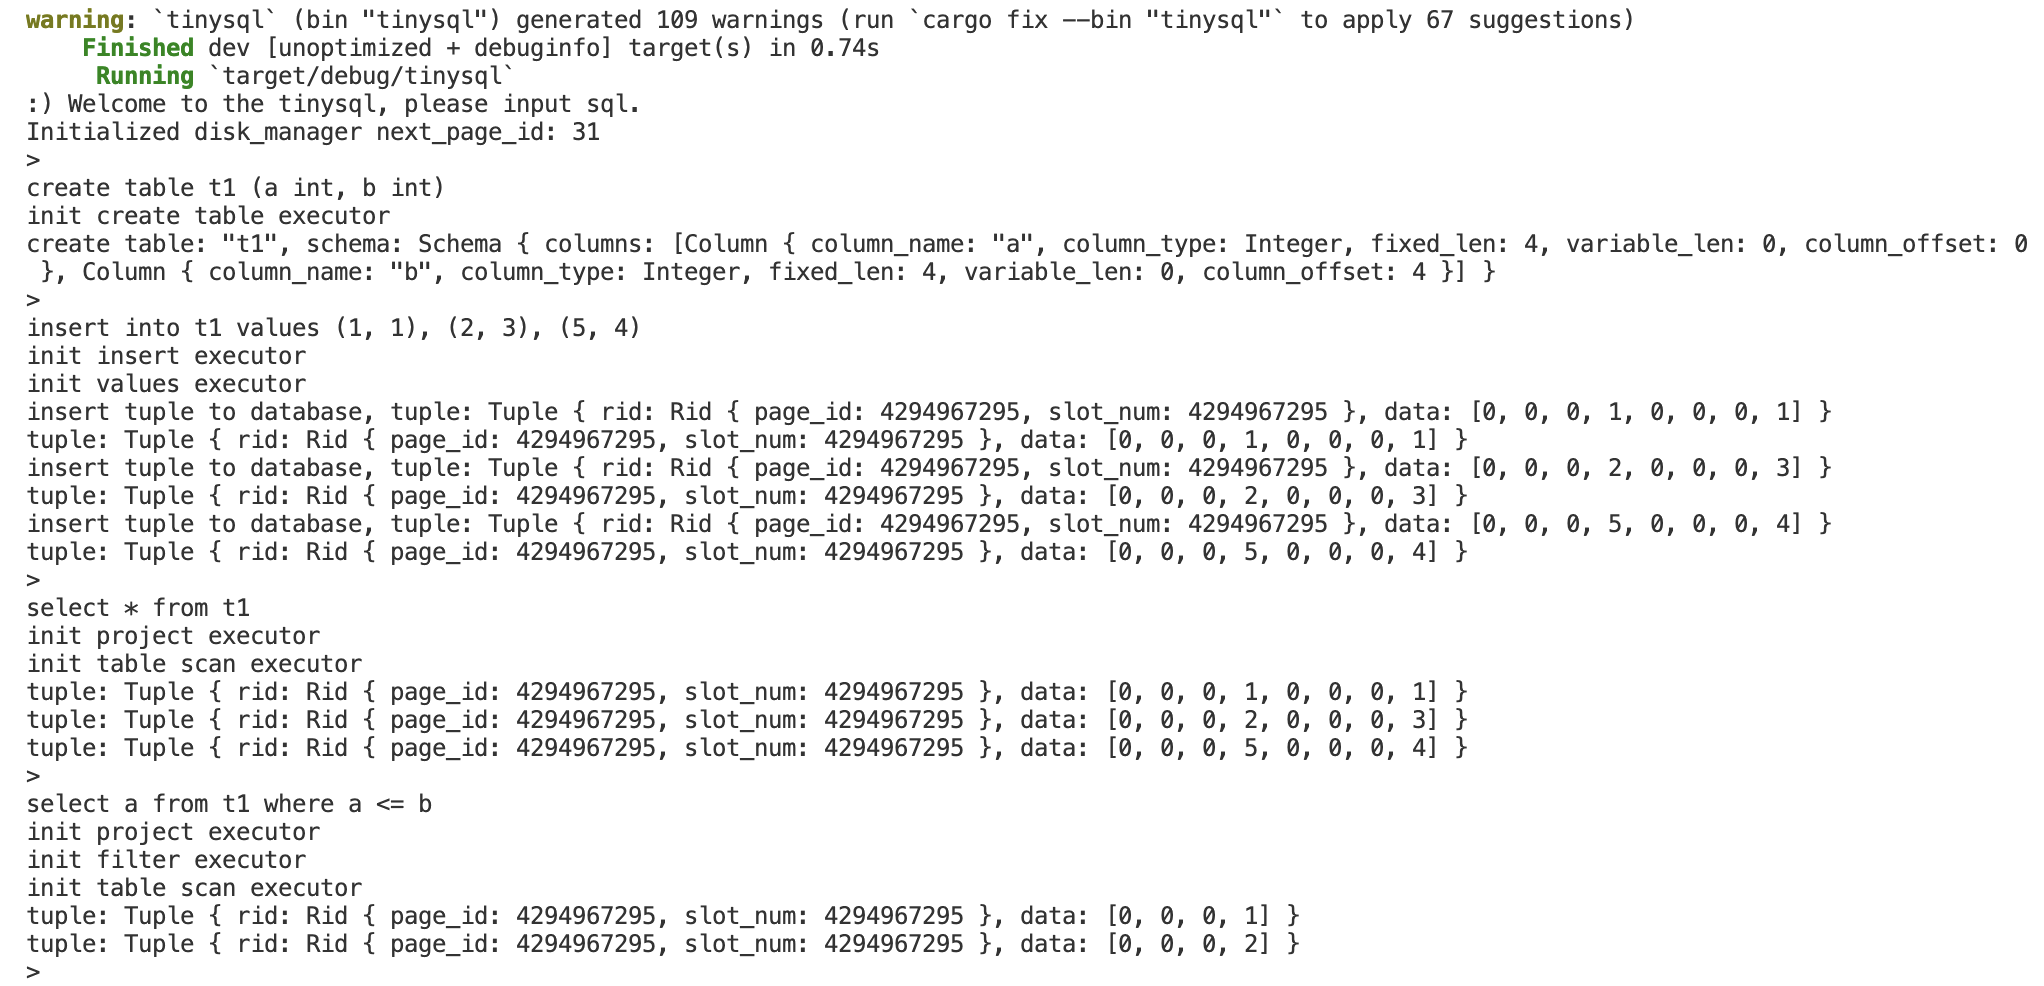 warning: `tinysql` (bin "tinysql") generated 109 warnings (run `cargo fix --bin "tinysql"` to apply 67 suggestions)
    Finished dev [unoptimized + debuginfo] target(s) in 0.74s
     Running `target/debug/tinysql`
:) Welcome to the tinysql, please input sql.
Initialized disk_manager next_page_id: 31
>
create table t1 (a int, b int)
init create table executor
create table: "t1", schema: Schema { columns: [Column { column_name: "a", column_type: Integer, fixed_len: 4, variable_len: 0, column_offset: 0
 }, Column { column_name: "b", column_type: Integer, fixed_len: 4, variable_len: 0, column_offset: 4 }] }
>
insert into t1 values (1, 1), (2, 3), (5, 4)
init insert executor
init values executor
insert tuple to database, tuple: Tuple { rid: Rid { page_id: 4294967295, slot_num: 4294967295 }, data: [0, 0, 0, 1, 0, 0, 0, 1] }
tuple: Tuple { rid: Rid { page_id: 4294967295, slot_num: 4294967295 }, data: [0, 0, 0, 1, 0, 0, 0, 1] }
insert tuple to database, tuple: Tuple { rid: Rid { page_id: 4294967295, slot_num: 4294967295 }, data: [0, 0, 0, 2, 0, 0, 0, 3] }
tuple: Tuple { rid: Rid { page_id: 4294967295, slot_num: 4294967295 }, data: [0, 0, 0, 2, 0, 0, 0, 3] }
insert tuple to database, tuple: Tuple { rid: Rid { page_id: 4294967295, slot_num: 4294967295 }, data: [0, 0, 0, 5, 0, 0, 0, 4] }
tuple: Tuple { rid: Rid { page_id: 4294967295, slot_num: 4294967295 }, data: [0, 0, 0, 5, 0, 0, 0, 4] }
>
select * from t1
init project executor
init table scan executor
tuple: Tuple { rid: Rid { page_id: 4294967295, slot_num: 4294967295 }, data: [0, 0, 0, 1, 0, 0, 0, 1] }
tuple: Tuple { rid: Rid { page_id: 4294967295, slot_num: 4294967295 }, data: [0, 0, 0, 2, 0, 0, 0, 3] }
tuple: Tuple { rid: Rid { page_id: 4294967295, slot_num: 4294967295 }, data: [0, 0, 0, 5, 0, 0, 0, 4] }
>
select a from t1 where a <= b
init project executor
init filter executor
init table scan executor
tuple: Tuple { rid: Rid { page_id: 4294967295, slot_num: 4294967295 }, data: [0, 0, 0, 1] }
tuple: Tuple { rid: Rid { page_id: 4294967295, slot_num: 4294967295 }, data: [0, 0, 0, 2] }
>